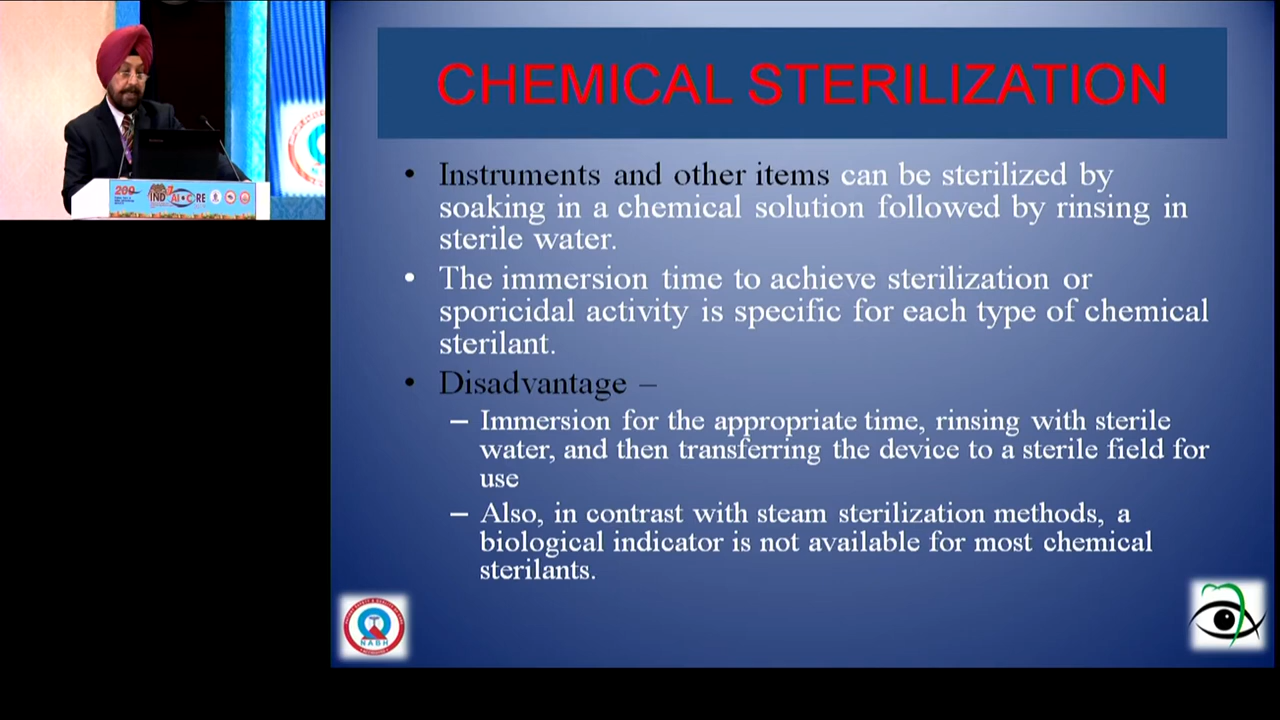 CHEMICAL STERILIZATION
• Instruments and other items can be sterilized by
soaking in a chemical solution followed by rinsing in
sterile water.
• The immersion time to achieve sterilization or
sporicidal activity is specific for each type of chemical
sterilant.
• Disadvantage –
– Immersion for the appropriate time, rinsing with sterile
water, and then transferring the device to a sterile field for
use
– Also, in contrast with steam sterilization methods, a
biological indicator is not available for most chemical
sterilants.
NABH